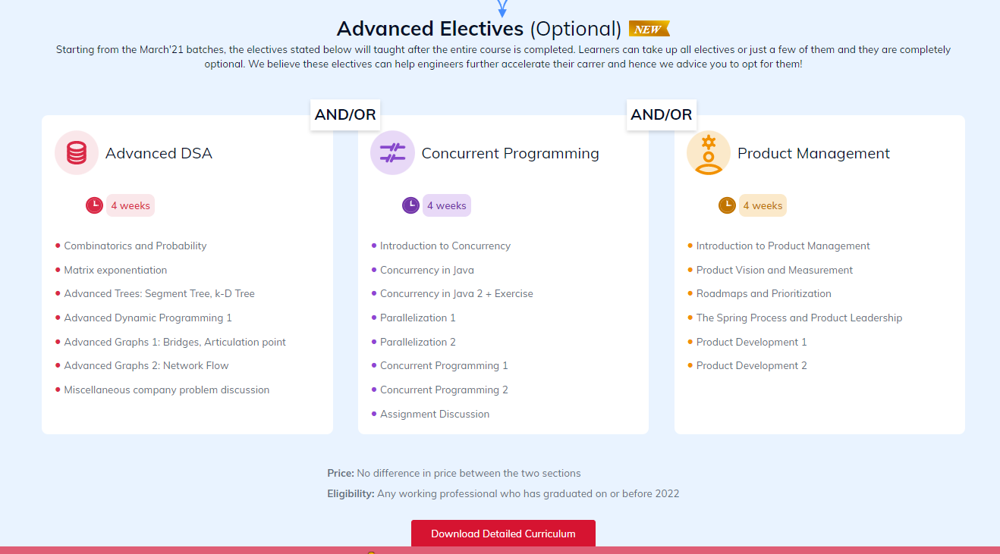 Advanced Electives (Optional) NEW
Starting from the March'21 batches, the electives stated below will taught after the entire course is completed. Learners can take up all electives or just a few of them and they are completely
optional. We believe these electives can help engineers further accelerate their carrer and hence we advice you to opt for them!
AND/OR
AND/OR
Advanced DSA
4 weeks
Combinatorics and Probability
Matrix exponentiation
Advanced Trees: Segment Tree, k-D Tree
Advanced Dynamic Programming 1
Advanced Graphs 1: Bridges, Articulation point
Advanced Graphs 2: Network Flow
Miscellaneous company problem discussion
Concurrent Programming
4 weeks
Introduction to Concurrency
Concurrency in Java
Concurrency in Java 2 + Exercise
Parallelization 1
Parallelization 2
Concurrent Programming 1
Concurrent Programming 2
Assignment Discussion
Product Management
4 weeks
Introduction to Product Management
Product Vision and Measurement
Roadmaps and Prioritization
The Spring Process and Product Leadership
Product Development 1
Product Development 2
Price: No difference in price between the two sections
Eligibility: Any working professional who has graduated on or before 2022
Download Detailed Curriculum